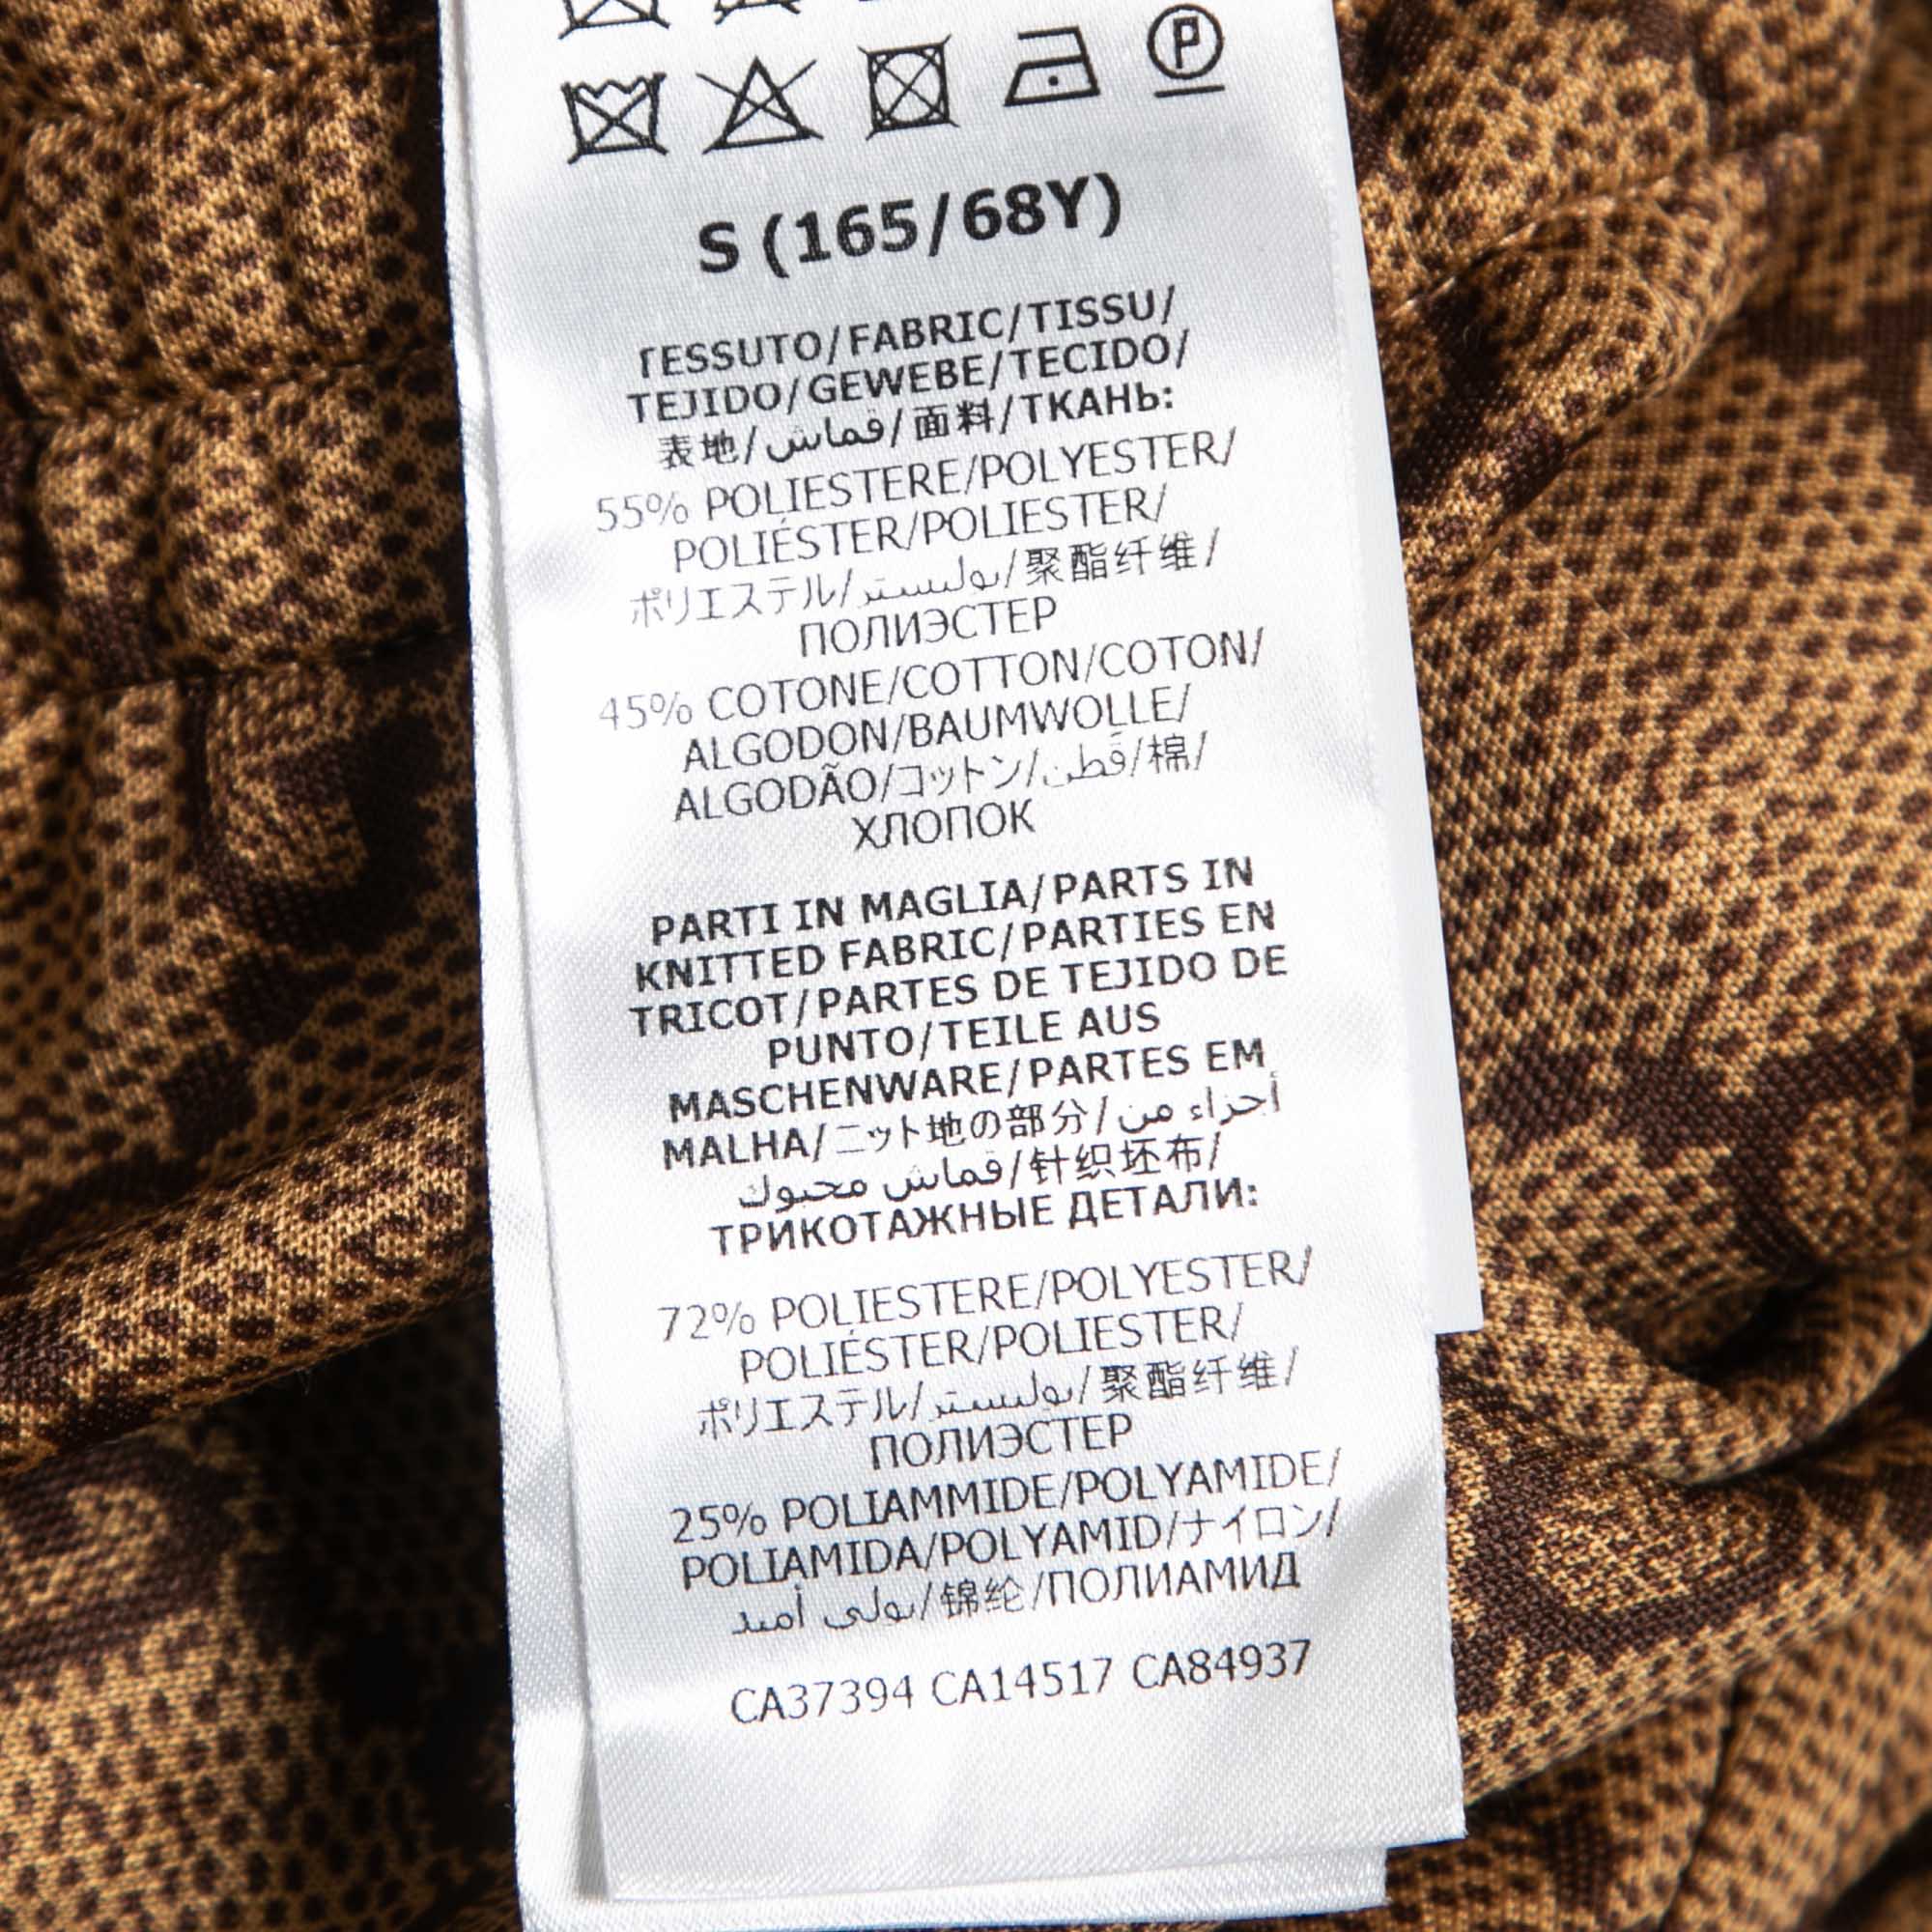 S (165/68Y)
TESSUTO/FABRIC/TISSU/
TEJIDO/GEWEBE/TECIDO/
表地/قماش/面料/ТКАНЬ:
55% POLIESTERE/POLYESTER/
POLIÉSTER/POLIESTER/
ポリエステル/بوليستر/聚酯纤维/
ПОЛИЭСТЕР
45% COTONE/COTTON/COTON/
ALGODON/BAUMWOLLE/
ALGODÃO/コットン/قطن/棉/
ХЛОПОК
PARTI IN MAGLIA/PARTS IN
KNITTED FABRIC/PARTIES EN
TRICOT/PARTES DE TEJIDO DE
PUNTO/TEILE AUS
MASCHENWARE/PARTES EM
MALHA/ニット地の部分/أجزاء من
قماش محبوك/针织坯布/
ТРИКОТАЖНЫЕ ДЕТАЛИ:
72% POLIESTERE/POLYESTER/
POLIÉSTER/POLIESTER/
ポリエステル/بوليستر/聚酯纤维/
ПОЛИЭСТЕР
25% POLIAMMIDE/POLYAMIDE/
POLIAMIDA/POLYAMID/ナイロン/
بولي أميد/锦纶/ПОЛИАМИД
CA37394 CA14517 CA84937